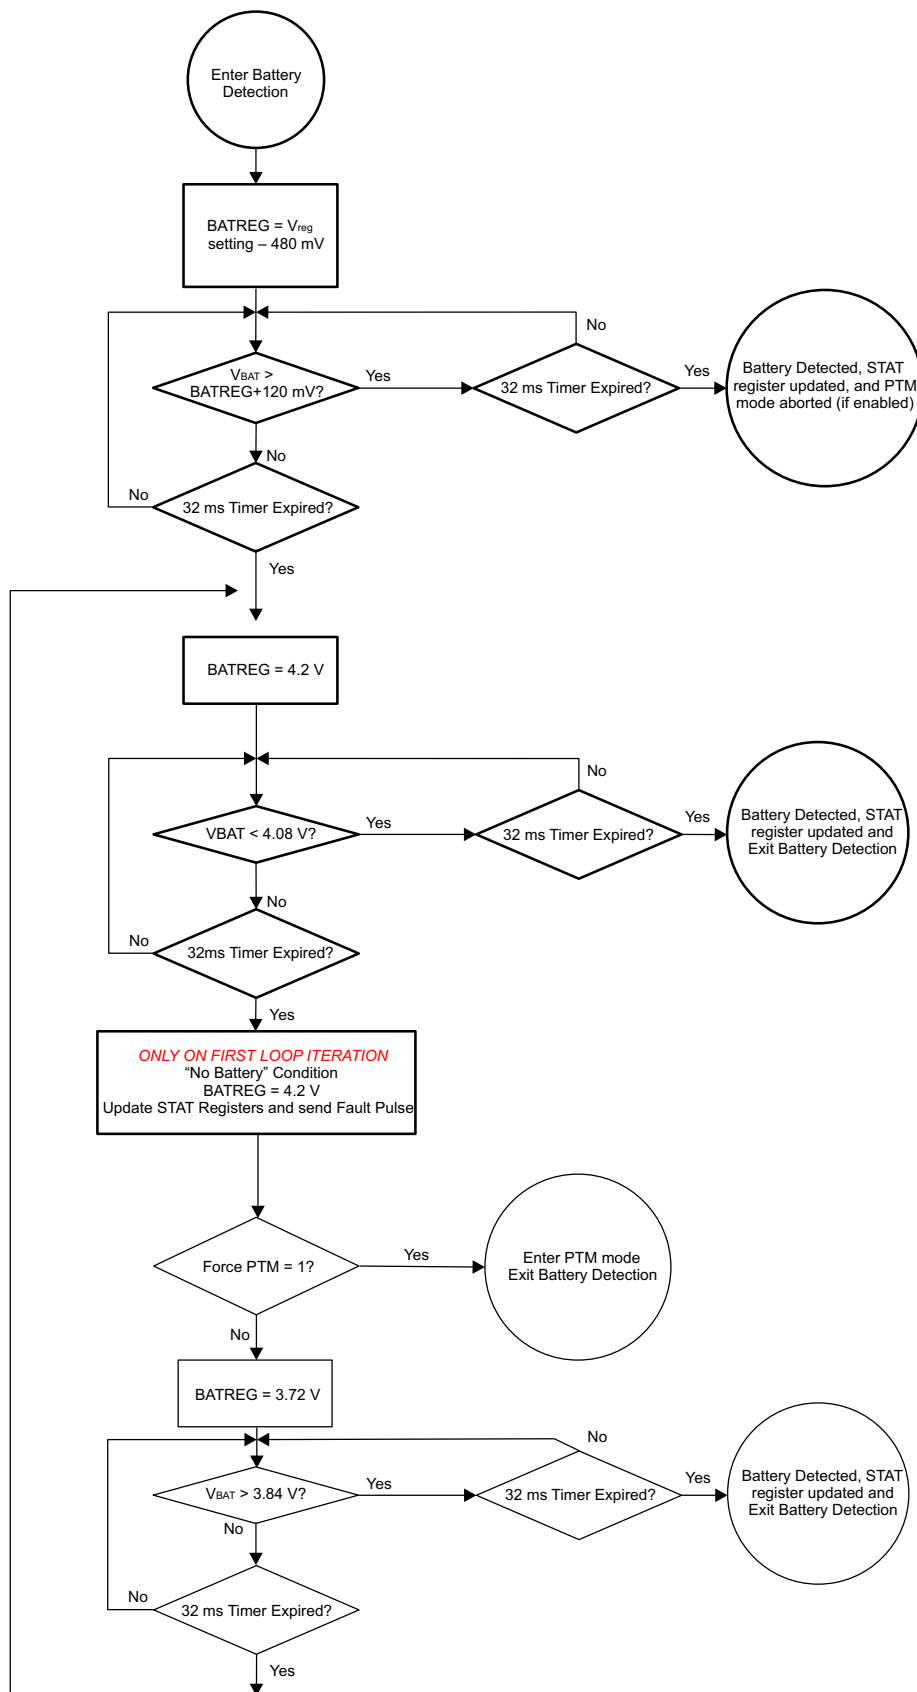 Enter Battery
Detection
BATREG = Vreg
setting – 480 mV
No
VBAT >
BATREG+120 mV?
Yes
32 ms Timer Expired?
Yes
Battery Detected, STAT
register updated, and PTM
mode aborted (if enabled)
No
No
32 ms Timer Expired?
Yes
BATREG = 4.2 V
No
VBAT < 4.08 V?
Yes
32 ms Timer Expired?
Yes
Battery Detected, STAT
register updated and
Exit Battery Detection
No
No
32ms Timer Expired?
Yes
ONLY ON FIRST LOOP ITERATION
“No Battery” Condition
BATREG = 4.2 V
Update STAT Registers and send Fault Pulse
Force PTM = 1?
Yes
Enter PTM mode
Exit Battery Detection
No
BATREG = 3.72 V
No
VBAT > 3.84 V?
Yes
32 ms Timer Expired?
Yes
Battery Detected, STAT
register updated and
Exit Battery Detection
No
No
32 ms Timer Expired?
Yes